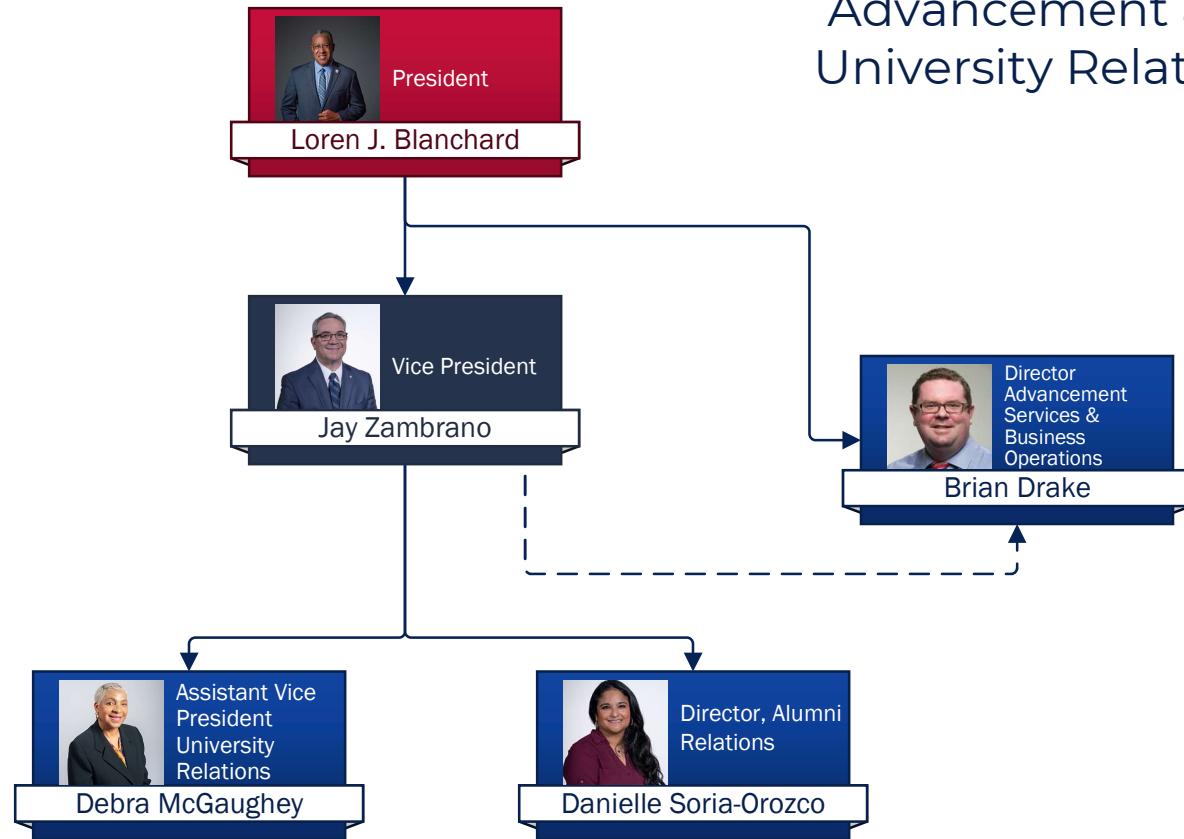 Advancement
University Relat
President
Loren J. Blanchard
Vice President
Jay Zambrano
Director
Advancement
Services &
Business
Operations
Brian Drake
Assistant Vice
President
University
Relations
Debra McGaughey
Director, Alumni
Relations
Danielle Soria-Orozco